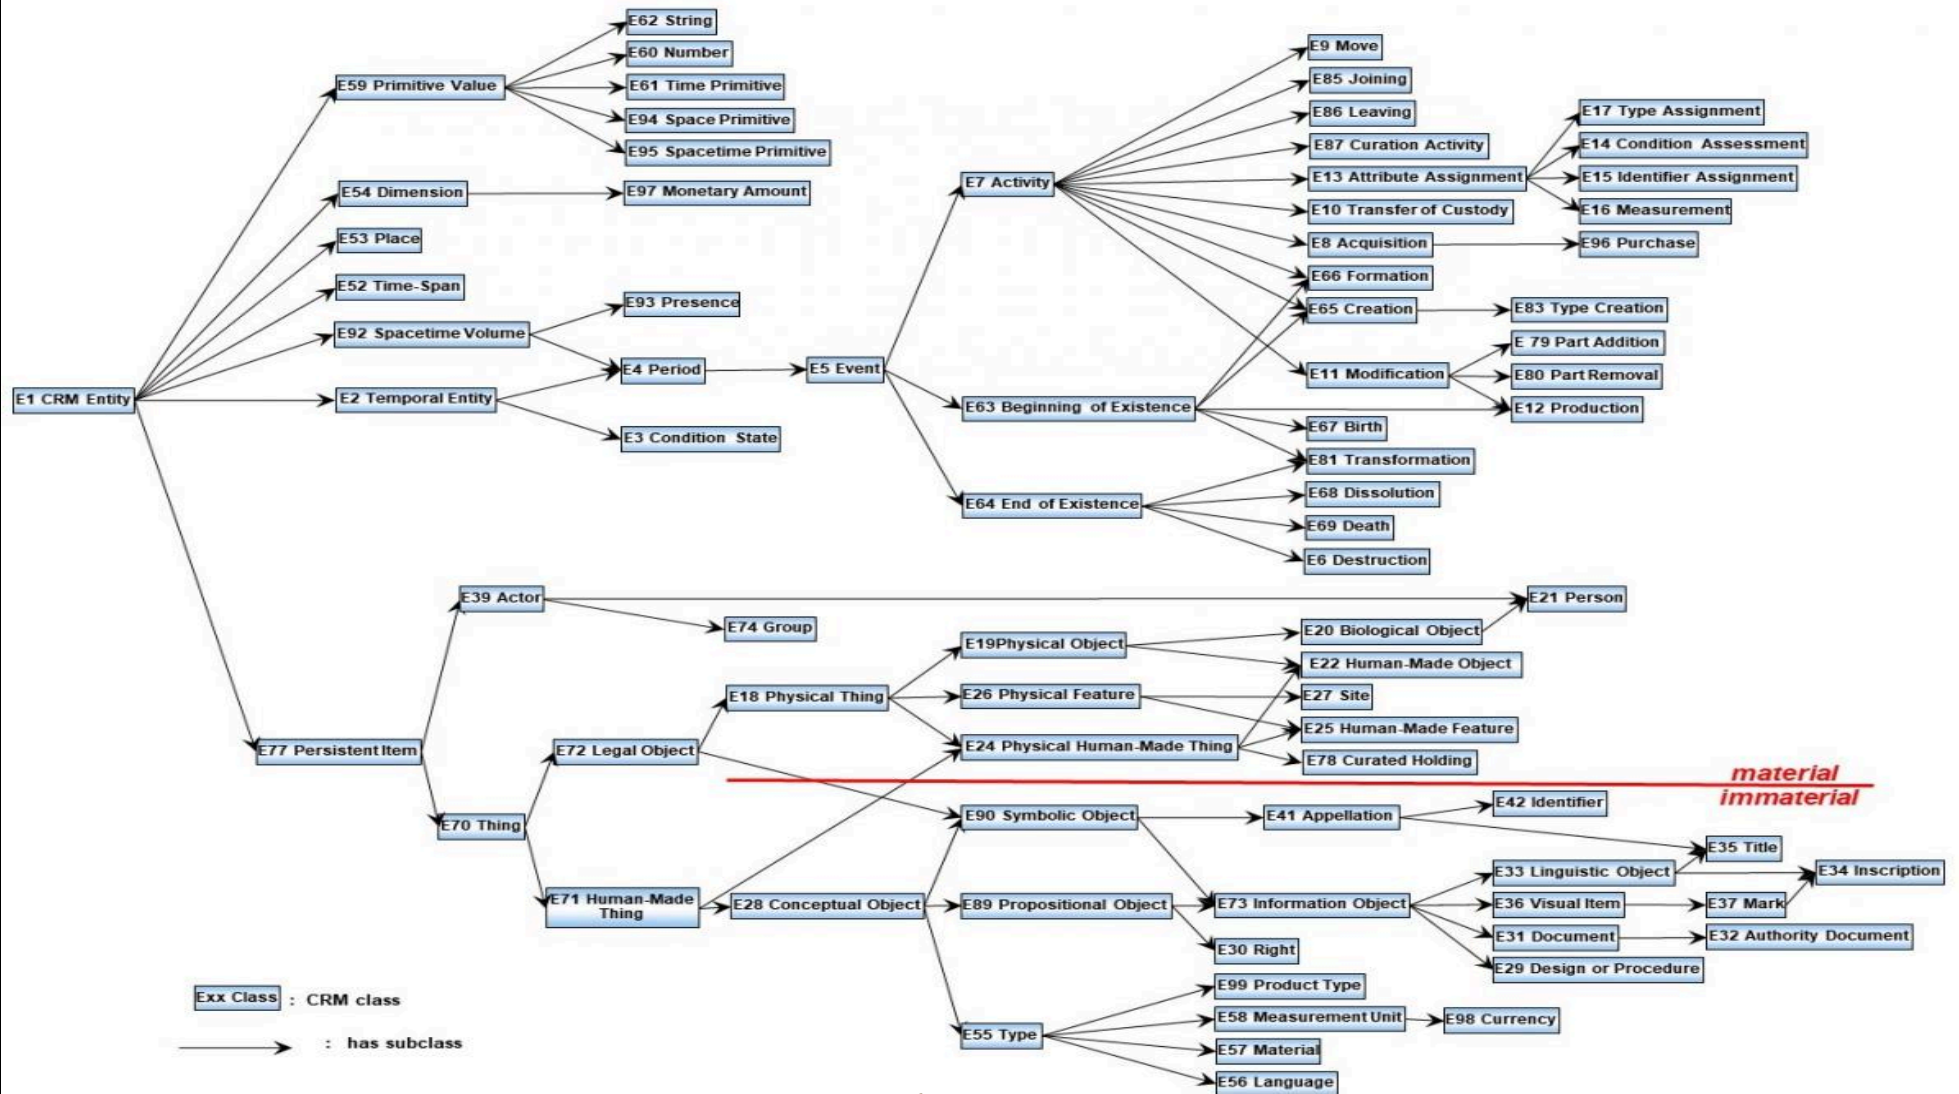 E62 String
E60 Number
E59 Primitive Value
E61 Time Primitive
E94 Space Primitive
E95 Spacetime Primitive
E54 Dimension
E97 Monetary Amount
E53 Place
E52 Time-Span
E93 Presence
E92 Spacetime Volume
E4 Period
E5 Event
E1 CRM Entity
E2 Temporal Entity
E3 Condition State
E9 Move
E85 Joining
E86 Leaving
E17 Type Assignment
E87 Curation Activity
E14 Condition Assessment
E7 Activity
E13 Attribute Assignment
E15 Identifier Assignment
E10 Transfer of Custody
E16 Measurement
E8 Acquisition
E96 Purchase
E66 Formation
E65 Creation
E83 Type Creation
E 79 Part Addition
E11 Modification
E80 Part Removal
E63 Beginning of Existence
E12 Production
E67 Birth
E81 Transformation
E64 End of Existence
E68 Dissolution
E69 Death
E6 Destruction
E39 Actor
E21 Person
E74 Group
E19Physical Object
E20 Biological Object
E22 Human-Made Object
E18 Physical Thing
E26 Physical Feature
E27 Site
E25 Human-Made Feature
E77 Persistent Item
E72 Legal Object
E24 Physical Human-Made Thing
E78 Curated Holding
material
immaterial
E70 Thing
E90 Symbolic Object
E41 Appellation
E42 Identifier
E35 Title
E33 Linguistic Object
E34 Inscription
E71 Human-Made
Thing
E28 Conceptual Object
E89 Propositional Object
E73 Information Object
E36 Visual Item
E37 Mark
E31 Document
E32 Authority Document
E30 Right
E29 Design or Procedure
E99 Product Type
E58 Measurement Unit
E98 Currency
E55 Type
E57 Material
E56 Language
Exx Class : CRM class
: has subclass